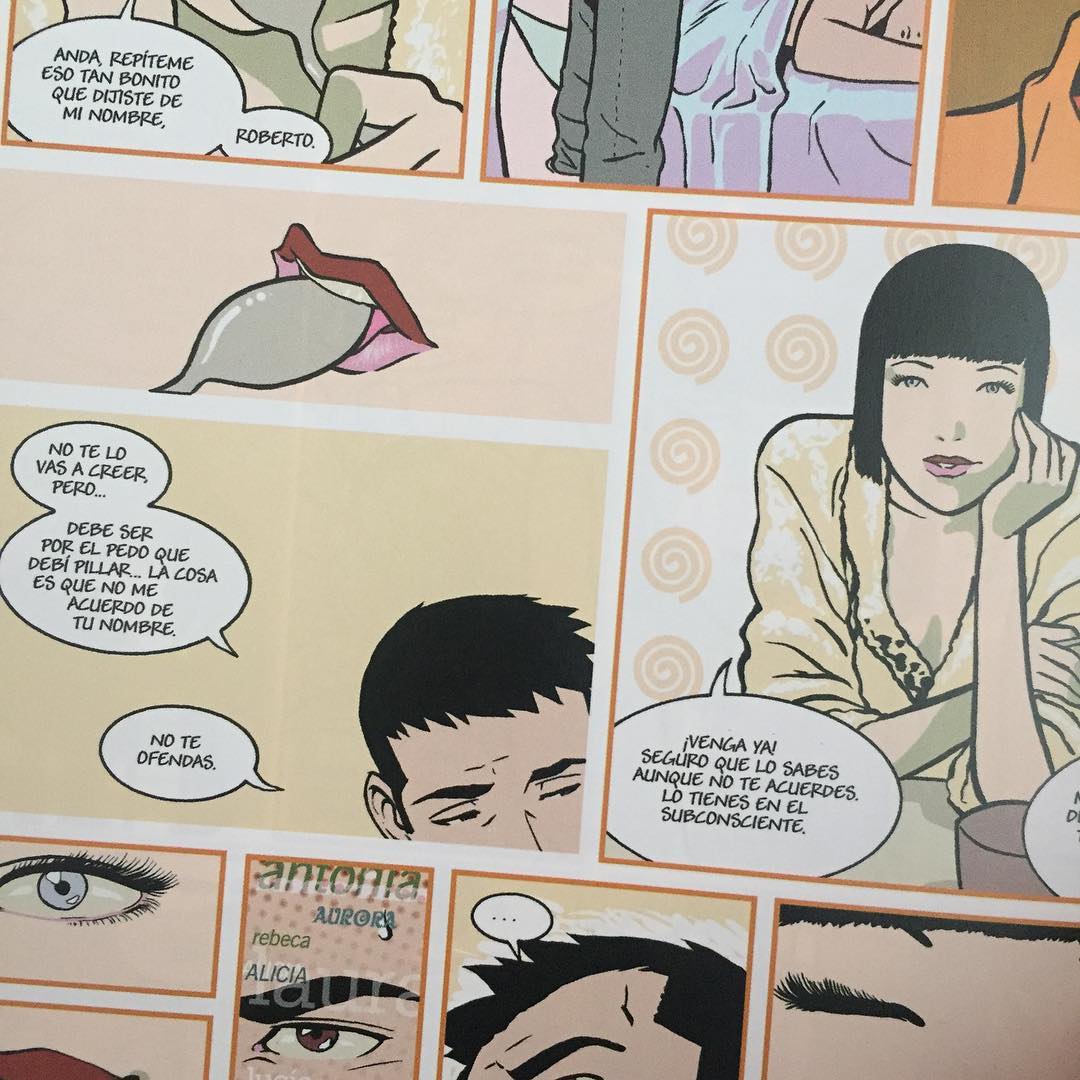 ANDA, REPÍTEME
ESO TAN BONITO
QUE DIJISTE DE
MI NOMBRE,
ROBERTO.
NO TE LO
VAS A CREER,
PERO...
DEBE SER
POR EL PEDO QUE
DEBÍ PILLAR... LA COSA
ES QUE NO ME
ACUERDO DE
TU NOMBRE.
NO TE
OFENDAS.
¡VENGA YA!
SEGURO QUE LO SABES
AUNQUE NO TE ACUERDES.
LO TIENES EN EL
SUBCONSCIENTE.
antonia
AURORA
rebeca
ALICIA
laura
lucía
...